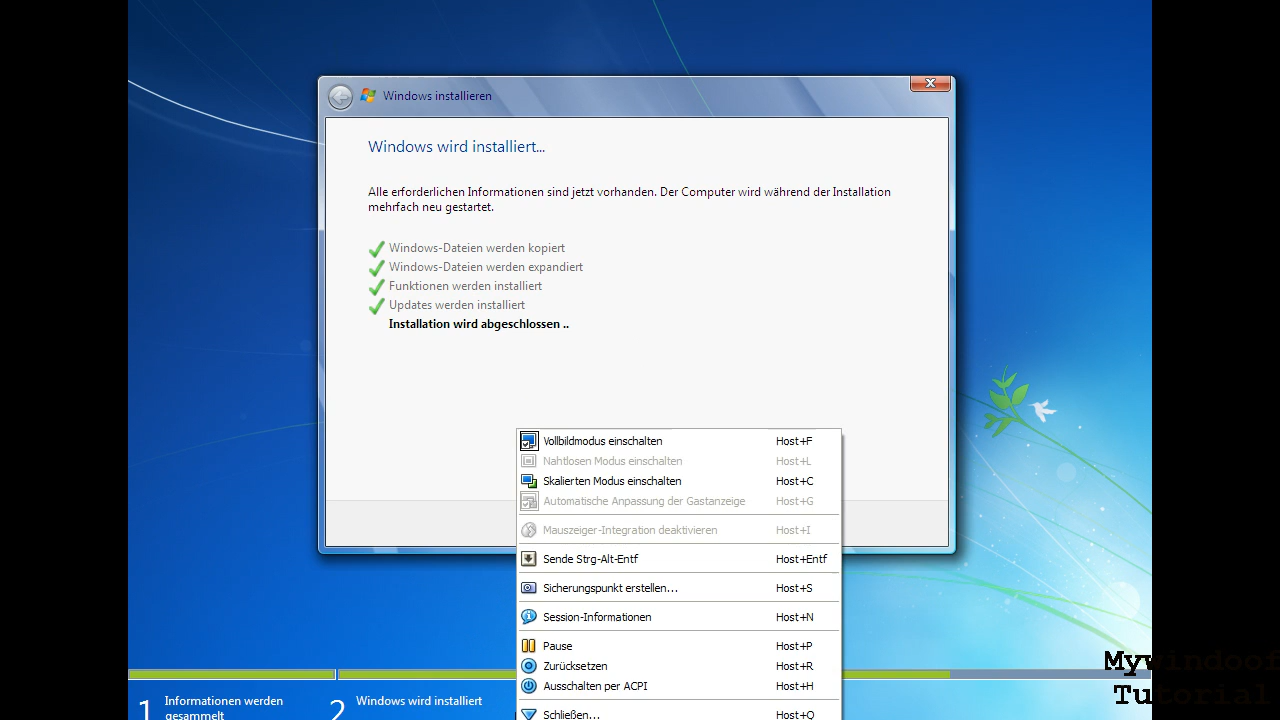 Windows installieren
Windows wird installiert...
Alle erforderlichen Informationen sind jetzt vorhanden. Der Computer wird während der Installation
mehrfach neu gestartet.
Windows-Dateien werden kopiert
Windows-Dateien werden expandiert
Funktionen werden installiert
Updates werden installiert
Installation wird abgeschlossen ..
Vollbildmodus einschalten Host+F
Nahtlosen Modus einschalten Host+L
Skalierten Modus einschalten Host+C
Automatische Anpassung der Gastanzeige Host+G
Mauszeiger-Integration deaktivieren Host+I
Sende Strg-Alt-Entf Host+Entf
Sicherungspunkt erstellen... Host+S
Session-Informationen Host+N
Pause Host+P
Zurücksetzen Host+R
Ausschalten per ACPI Host+H
Schließen... Host+Q
1 Informationen werden
gesammelt
2 Windows wird installiert
Mywindoof
Tutorial